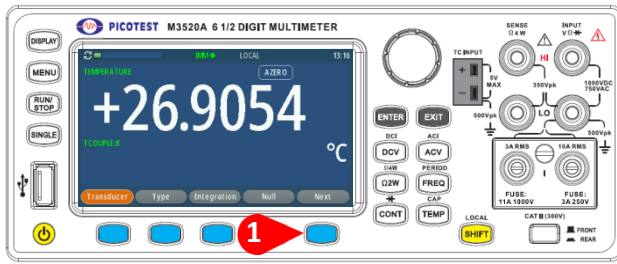 PICOTEST M3520A 6 1/2 DIGIT MULTIMETER
DISPLAY
MENU
RUN/
STOP
SINGLE
IMM LOCAL 13:16
TEMPERATURE
AZERO
+26.9054
°C
TCOUPLE:K
Transducer Type Integration Null Next
1
ENTER EXIT
DCI ACI
DCV ACV
Ω4W PERIOD
Ω2W FREQ
CAP
CONT TEMP
TC INPUT
+
−
5V
MAX
500Vpk
SENSE
Ω 4 W
INPUT
V Ω
HI
350Vpk
1000VDC
750VAC
LO
500Vpk
3A RMS 10A RMS
I
FUSE:
11A 1000V
FUSE:
3A 250V
LOCAL
SHIFT
CAT II (300V)
FRONT
REAR